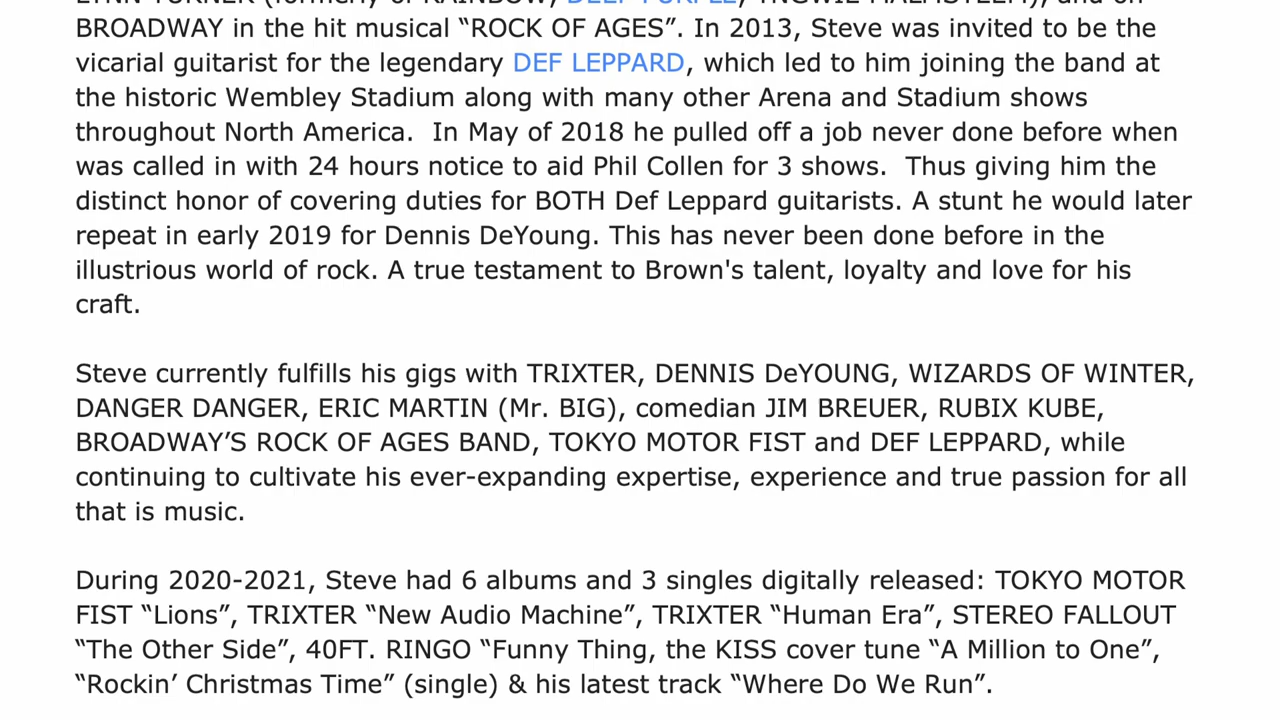 LYNN TURNER (formerly of RAINBOW, DEEP PURPLE, YNGWIE MALMSTEEM), and on
BROADWAY in the hit musical “ROCK OF AGES”. In 2013, Steve was invited to be the
vicarial guitarist for the legendary DEF LEPPARD, which led to him joining the band at
the historic Wembley Stadium along with many other Arena and Stadium shows
throughout North America.  In May of 2018 he pulled off a job never done before when
was called in with 24 hours notice to aid Phil Collen for 3 shows.  Thus giving him the
distinct honor of covering duties for BOTH Def Leppard guitarists. A stunt he would later
repeat in early 2019 for Dennis DeYoung. This has never been done before in the
illustrious world of rock. A true testament to Brown's talent, loyalty and love for his
craft.
Steve currently fulfills his gigs with TRIXTER, DENNIS DeYOUNG, WIZARDS OF WINTER,
DANGER DANGER, ERIC MARTIN (Mr. BIG), comedian JIM BREUER, RUBIX KUBE,
BROADWAY’S ROCK OF AGES BAND, TOKYO MOTOR FIST and DEF LEPPARD, while
continuing to cultivate his ever-expanding expertise, experience and true passion for all
that is music.
During 2020-2021, Steve had 6 albums and 3 singles digitally released: TOKYO MOTOR
FIST “Lions”, TRIXTER “New Audio Machine”, TRIXTER “Human Era”, STEREO FALLOUT
“The Other Side”, 40FT. RINGO “Funny Thing, the KISS cover tune “A Million to One”,
“Rockin’ Christmas Time” (single) & his latest track “Where Do We Run”.